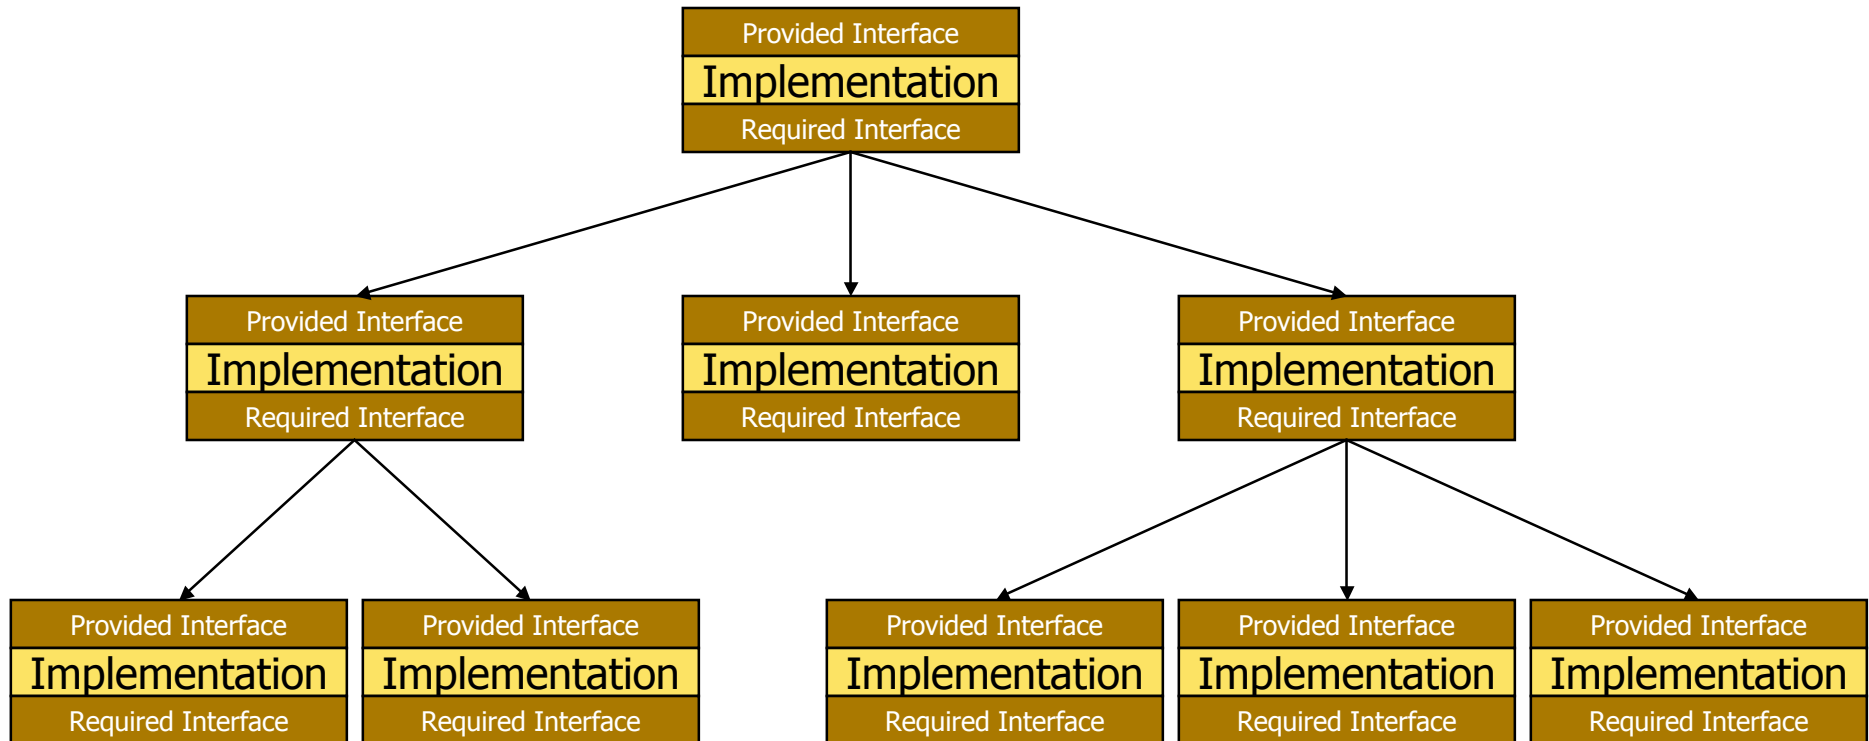 Provided Interface
Implementation
Required Interface
Provided Interface
Implementation
Required Interface
Provided Interface
Implementation
Required Interface
Provided Interface
Implementation
Required Interface
Provided Interface
Implementation
Required Interface
Provided Interface
Implementation
Required Interface
Provided Interface
Implementation
Required Interface
Provided Interface
Implementation
Required Interface
Provided Interface
Implementation
Required Interface